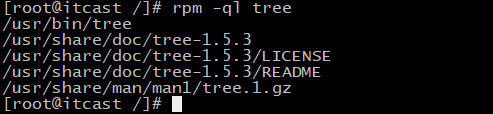 [root@itcast /]# rpm -ql tree
/usr/bin/tree
/usr/share/doc/tree-1.5.3
/usr/share/doc/tree-1.5.3/LICENSE
/usr/share/doc/tree-1.5.3/README
/usr/share/man/man1/tree.1.gz
[root@itcast /]#